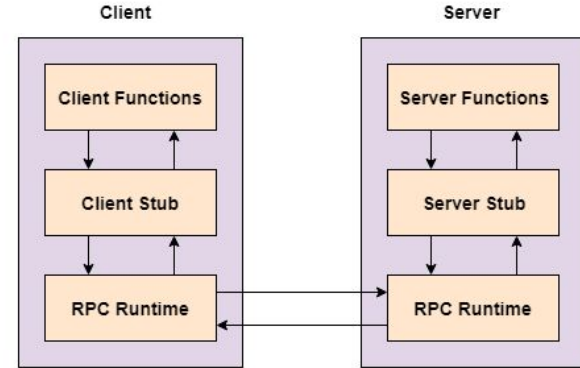 Client
Server
Client Functions
Server Functions
Client Stub
Server Stub
RPC Runtime
RPC Runtime